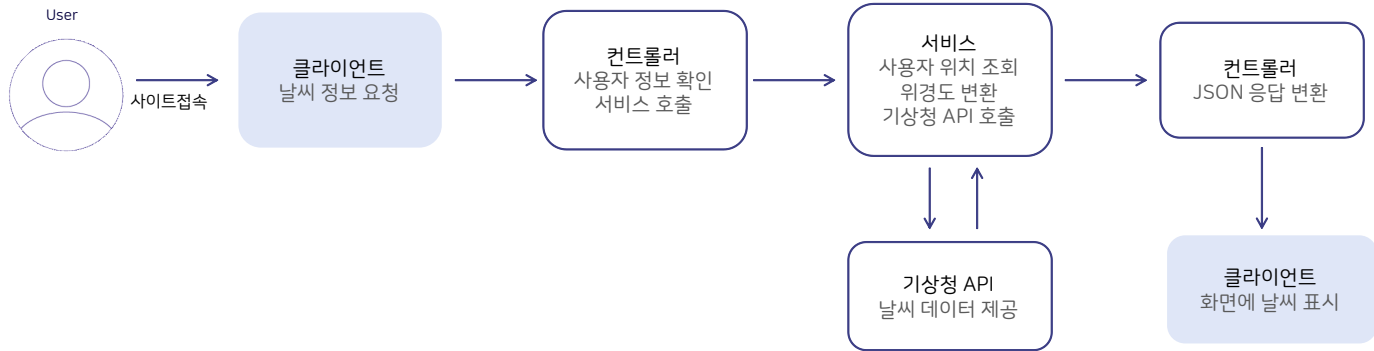 User
사이트접속
클라이언트
날씨 정보 요청
컨트롤러
사용자 정보 확인
서비스 호출
서비스
사용자 위치 조회
위경도 변환
기상청 API 호출
기상청 API
날씨 데이터 제공
컨트롤러
JSON 응답 변환
클라이언트
화면에 날씨 표시